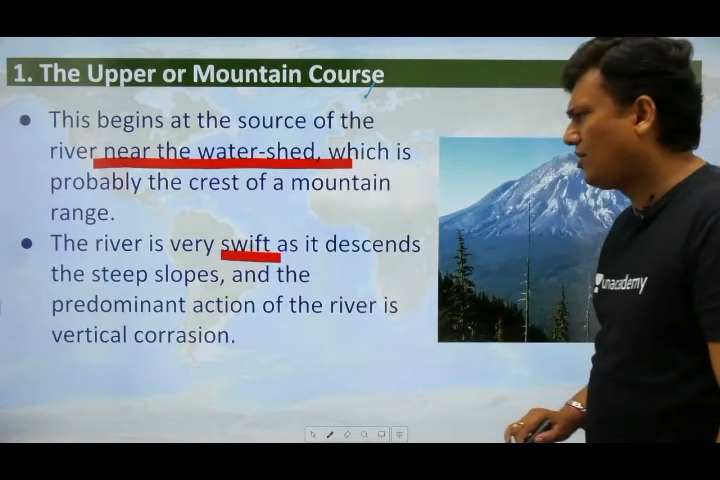 1. The Upper or Mountain Course
● This begins at the source of the
river near the water-shed, which is
probably the crest of a mountain
range.
● The river is very swift as it descends
the steep slopes, and the
predominant action of the river is
vertical corrasion.
unacademy